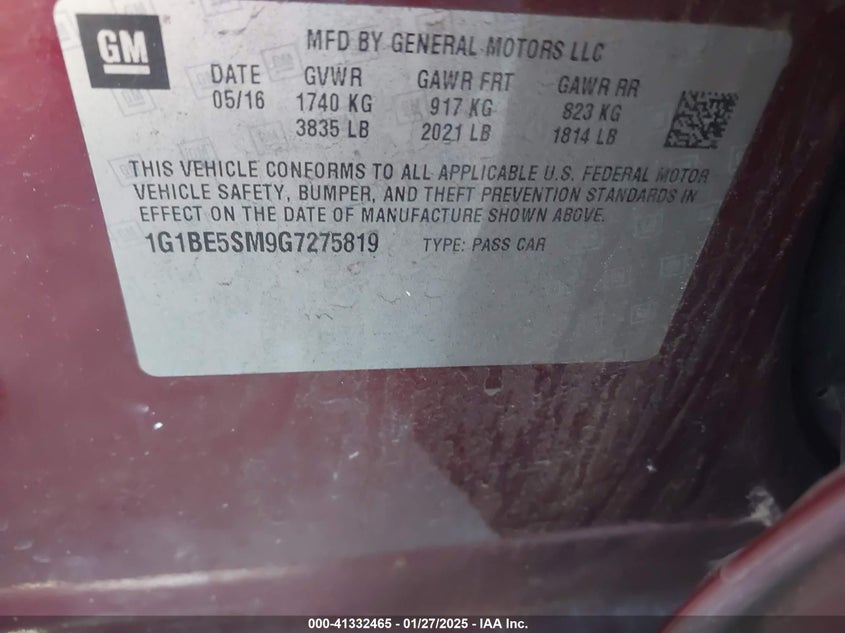 GM
MFD BY GENERAL MOTORS LLC
DATE GVWR GAWR FRT GAWR RR
05/16 1740 KG 917 KG 823 KG
3835 LB 2021 LB 1814 LB
THIS VEHICLE CONFORMS TO ALL APPLICABLE U.S. FEDERAL MOTOR
VEHICLE SAFETY, BUMPER, AND THEFT PREVENTION STANDARDS IN
EFFECT ON THE DATE OF MANUFACTURE SHOWN ABOVE.
1G1BE5SM9G7275819 TYPE: PASS CAR
000-41332465 - 01/27/2025 - IAA Inc.